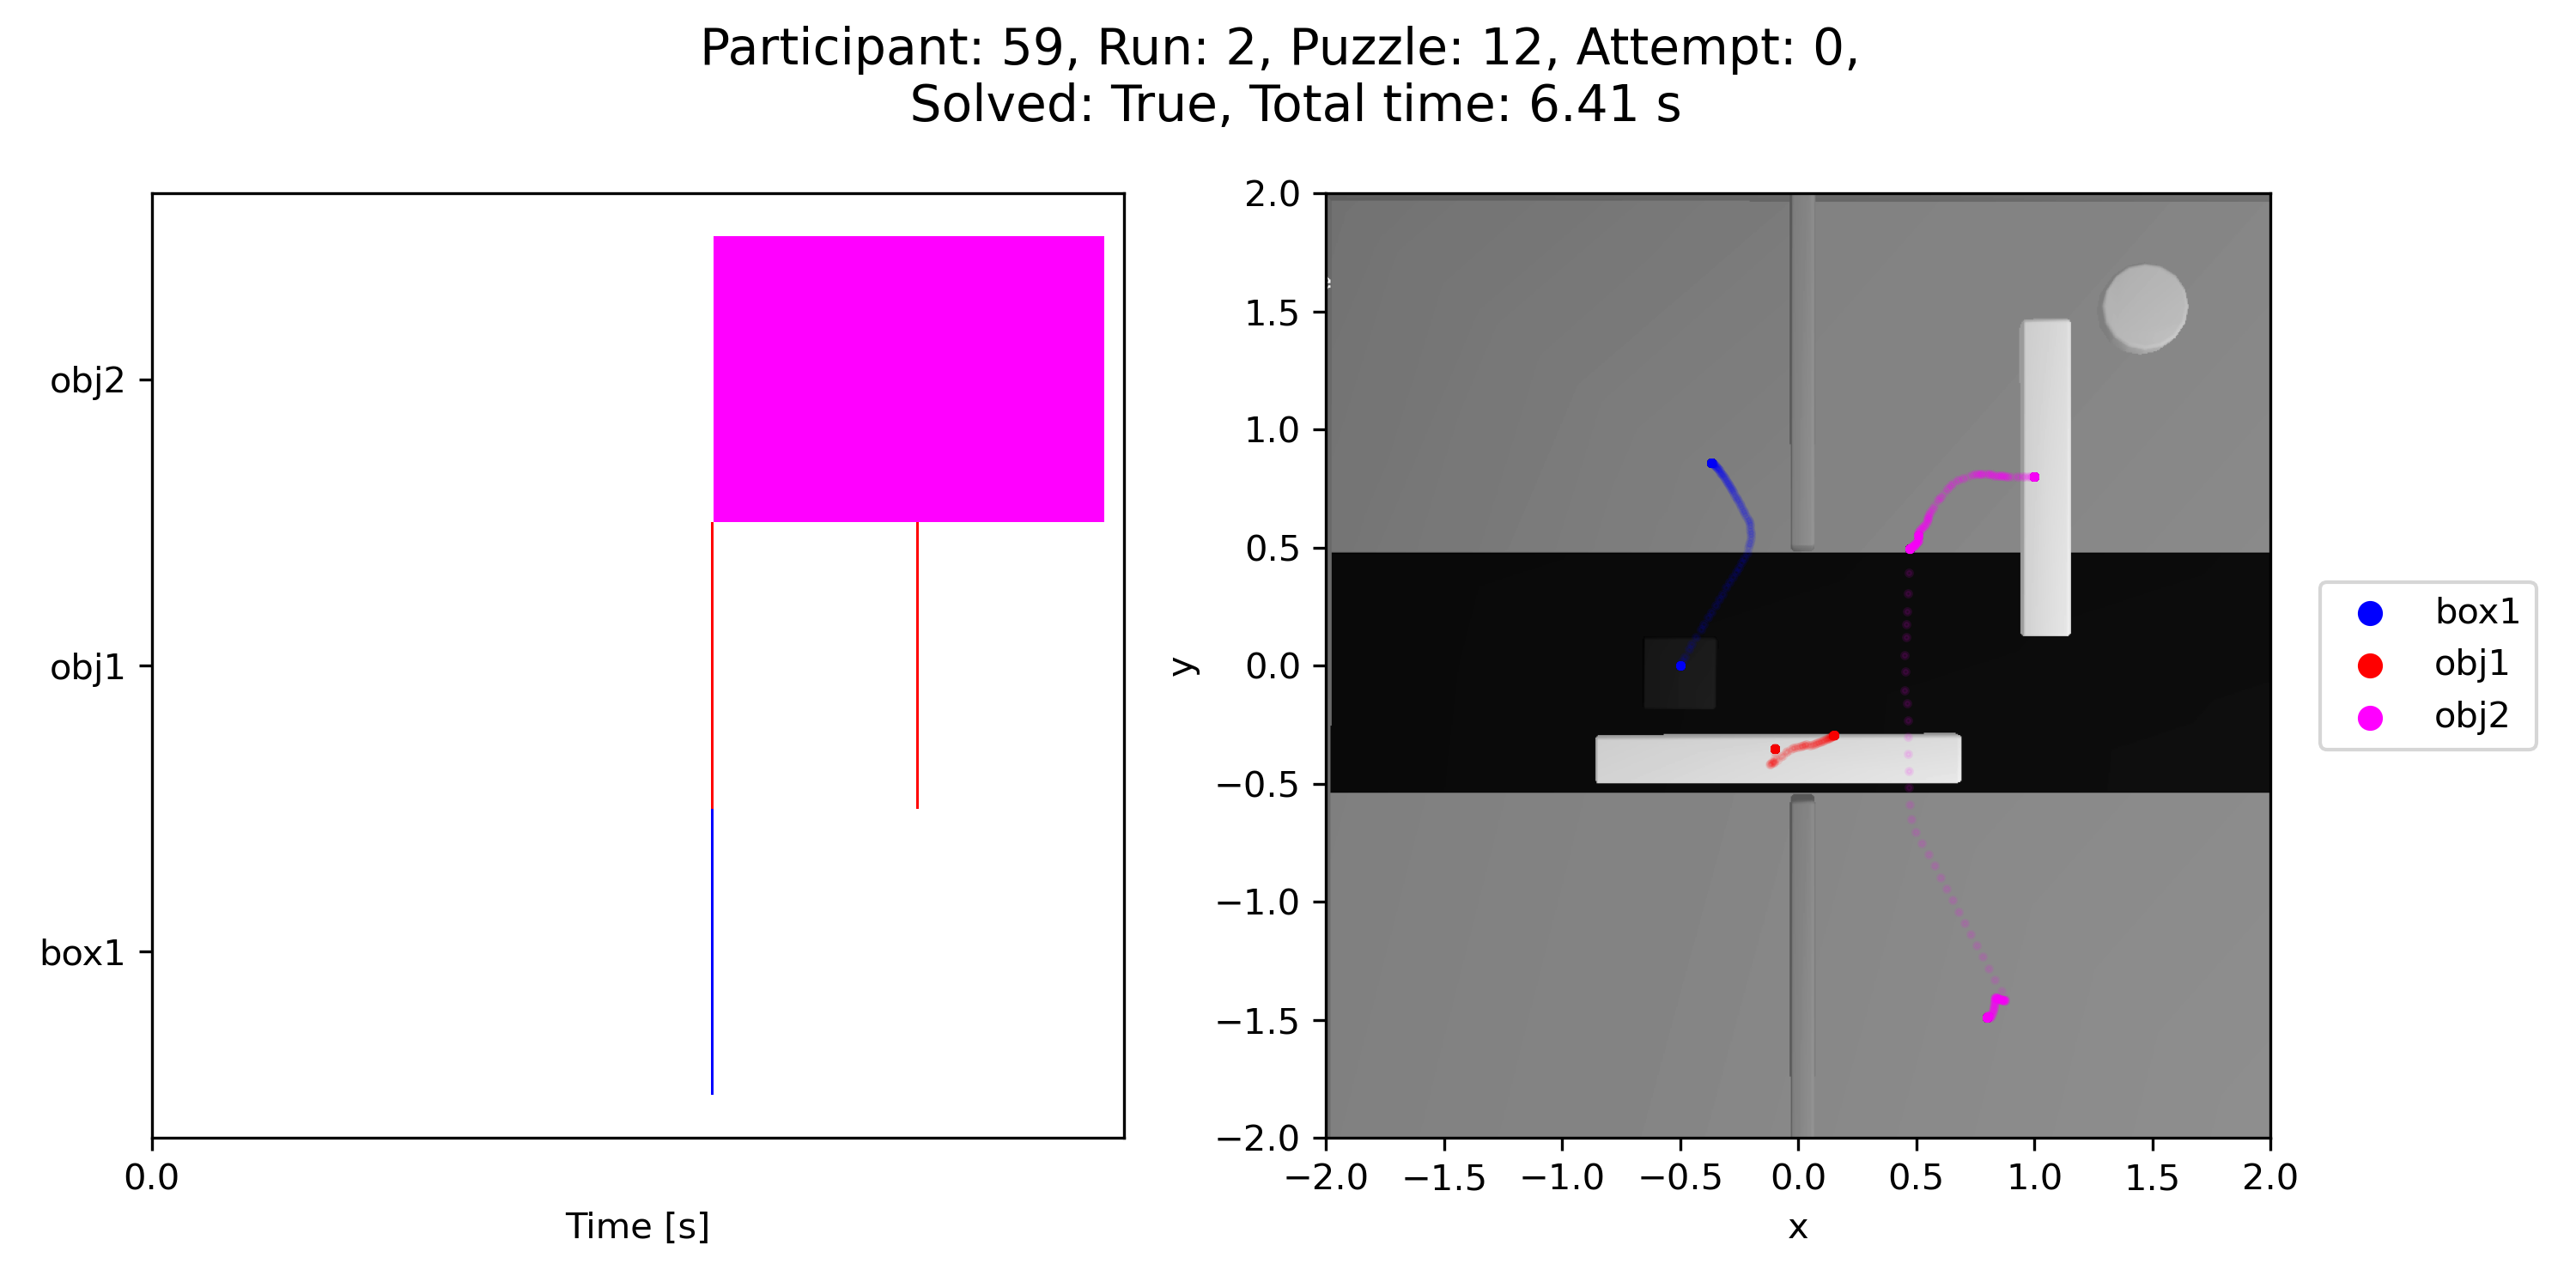 Participant: 59, Run: 2, Puzzle: 12, Attempt: 0,
Solved: True, Total time: 6.41 s
obj2
obj1
box1
0.0
Time [s]
2.0
1.5
1.0
0.5
0.0
−0.5
−1.0
−1.5
−2.0
y
−2.0 −1.5 −1.0 −0.5 0.0 0.5 1.0 1.5 2.0
x
box1
obj1
obj2